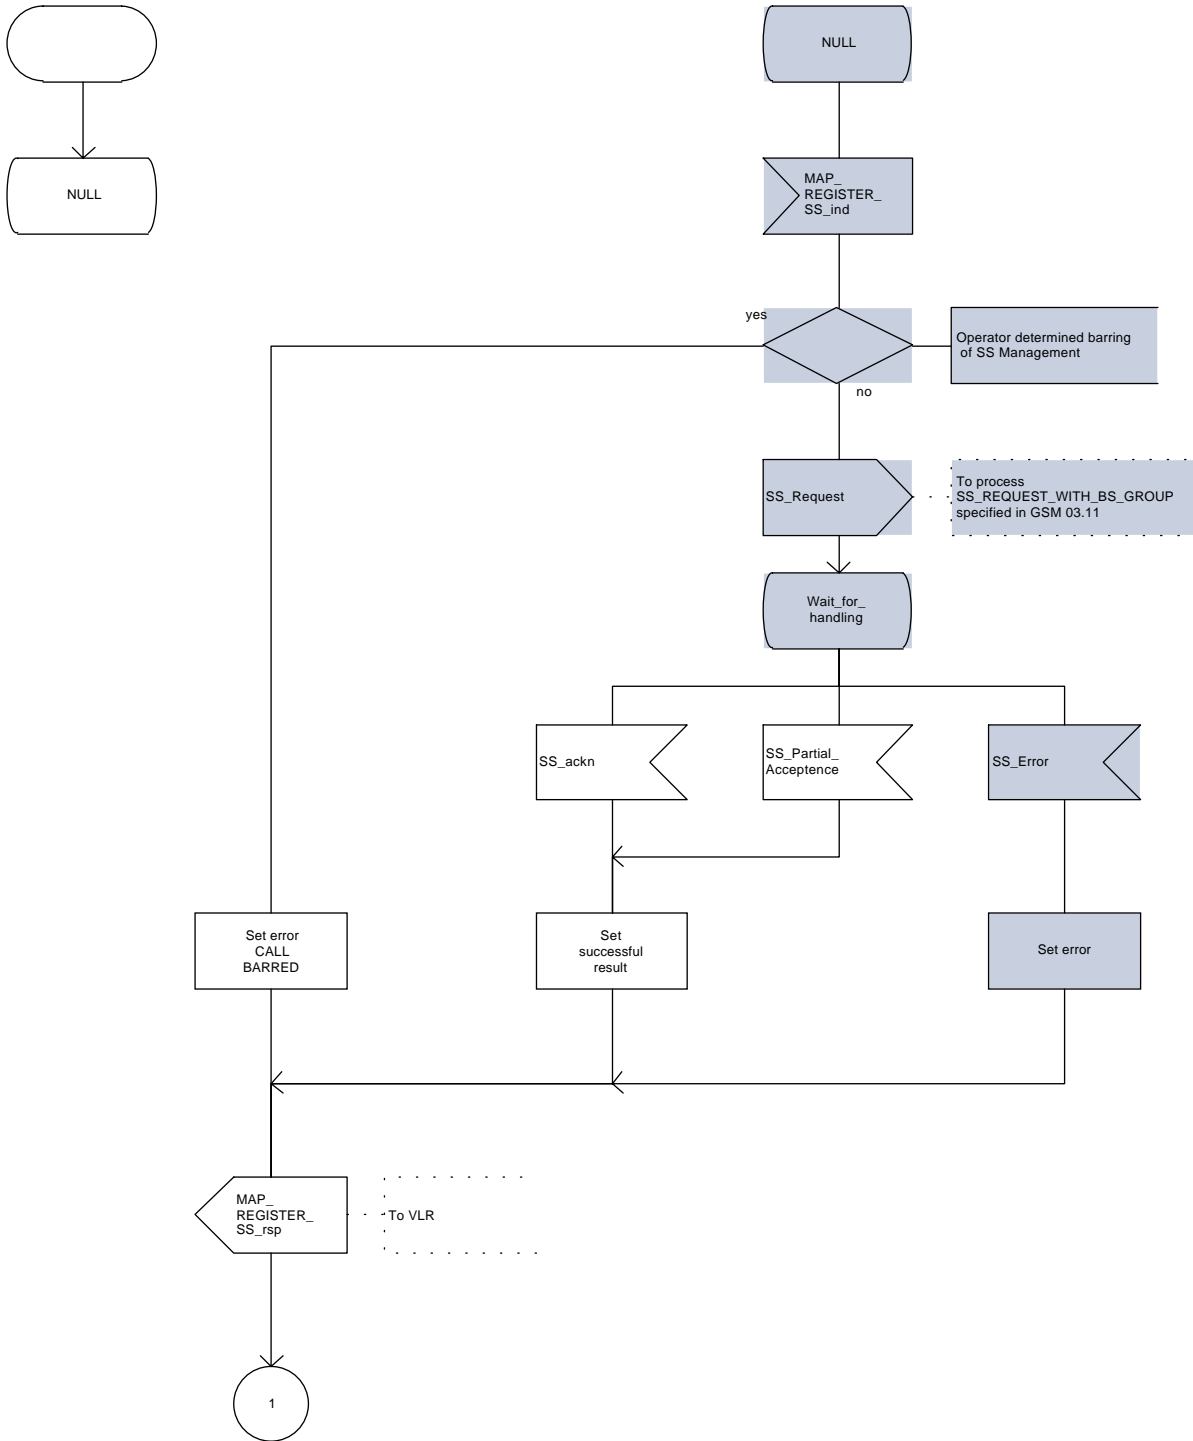 NULL
NULL
MAP_
REGISTER_
SS_ind
yes
Operator determined barring
of SS Management
no
SS_Request
To process
SS_REQUEST_WITH_BS_GROUP
specified in GSM 03.11
Wait_for_
handling
SS_ackn
SS_Partial_
Acceptence
SS_Error
Set error
CALL
BARRED
Set
successful
result
Set error
MAP_
REGISTER_
SS_rsp
To VLR
1